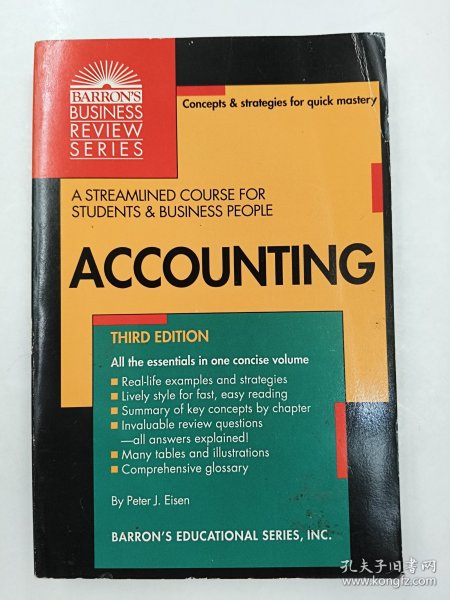 BARRON'S
BUSINESS
REVIEW
SERIES
Concepts & strategies for quick mastery
A STREAMLINED COURSE FOR
STUDENTS & BUSINESS PEOPLE
ACCOUNTING
THIRD EDITION
All the essentials in one concise volume
■ Real-life examples and strategies
■ Lively style for fast, easy reading
■ Summary of key concepts by chapter
■ Invaluable review questions
—all answers explained!
■ Many tables and illustrations
■ Comprehensive glossary
By Peter J. Eisen
BARRON'S EDUCATIONAL SERIES, INC.
孔夫子旧书网
www.kongfz.com